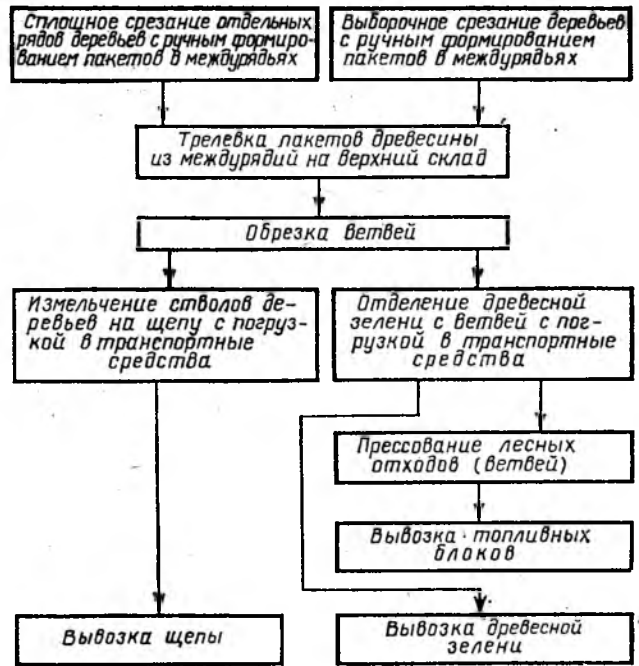 Сплошное срезание отдельных
рядов деревьев с ручным формиро-
ванием пакетов в междурядьях
Выборочное срезание деревьев
с ручным формированием
пакетов в междурядьях
Трелевка пакетов древесины
из междурядий на верхний склад
Обрезка ветвей
Измельчение стволов де-
ревьев на щепу с погруз-
кой в транспортные
средства
Отделение древесной
зелени с ветвей с пог-
рузкой в транспортные
средства
Прессование лесных
отходов (ветвей)
Вывозка топливных
блоков
Вывозка щепы
Вывозка древесной
зелени